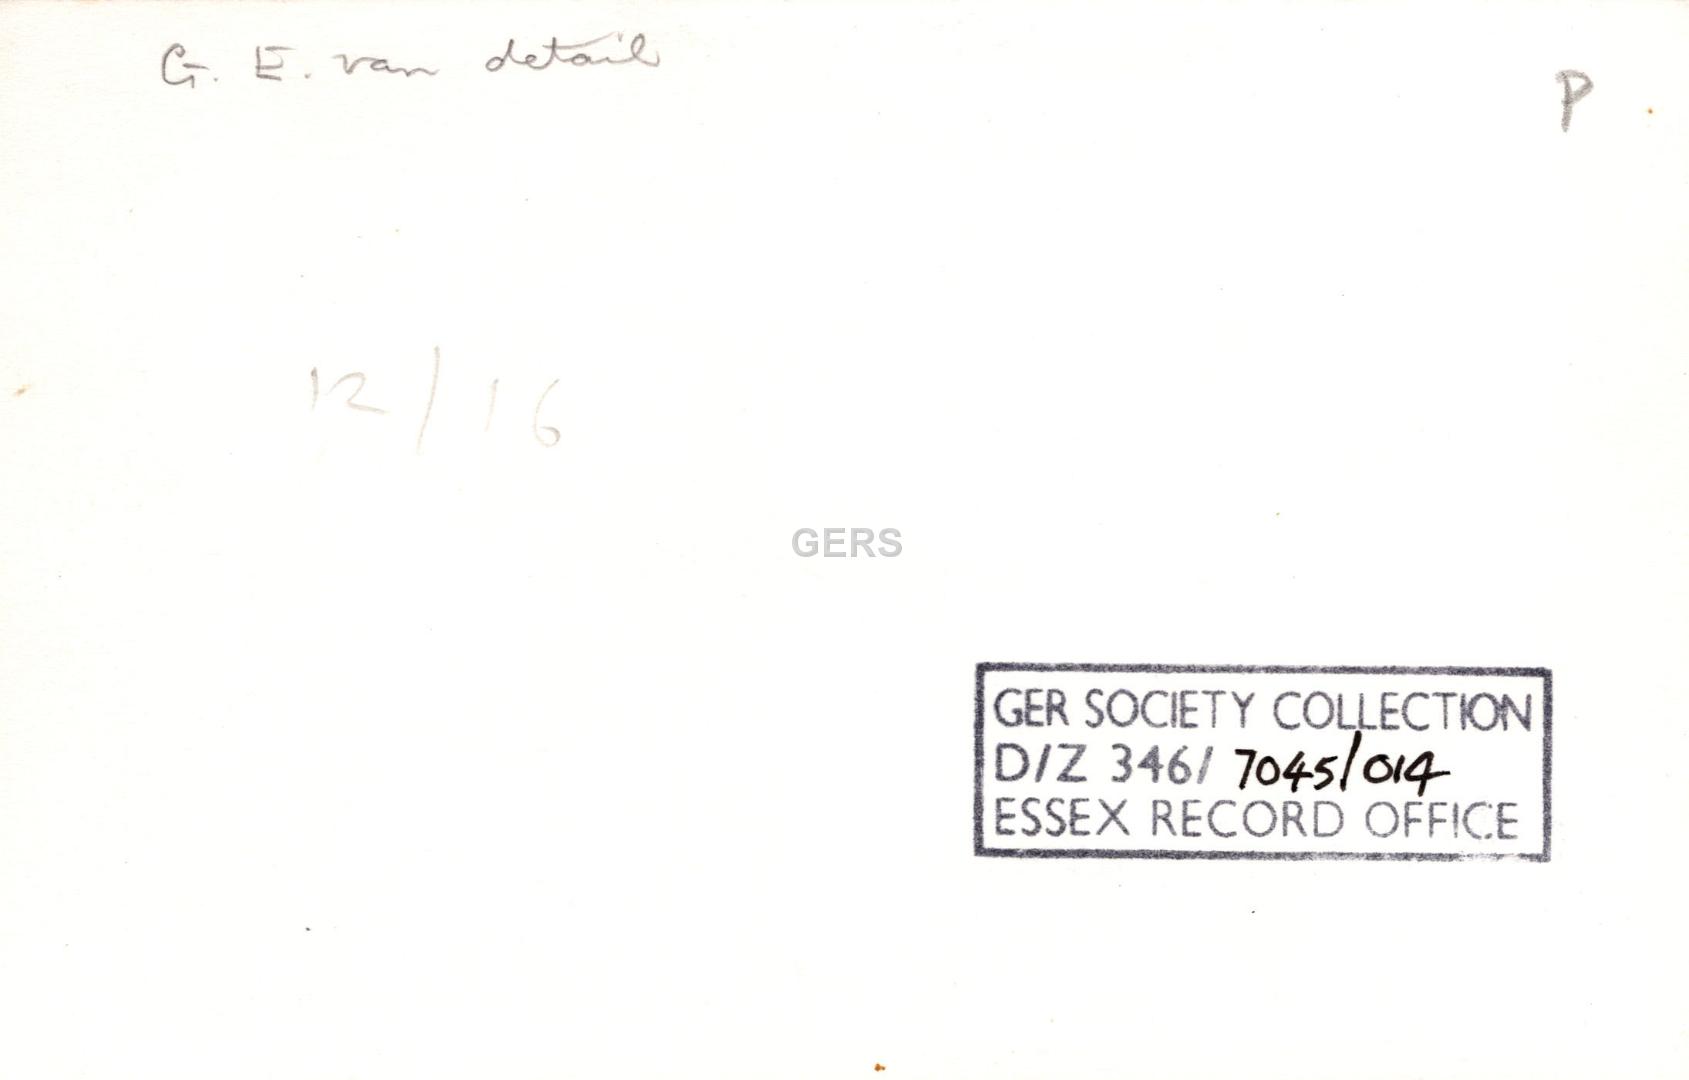 G. E. van detail
P
12/16
GERS
GER SOCIETY COLLECTION
D/Z 346/ 7045/014
ESSEX RECORD OFFICE